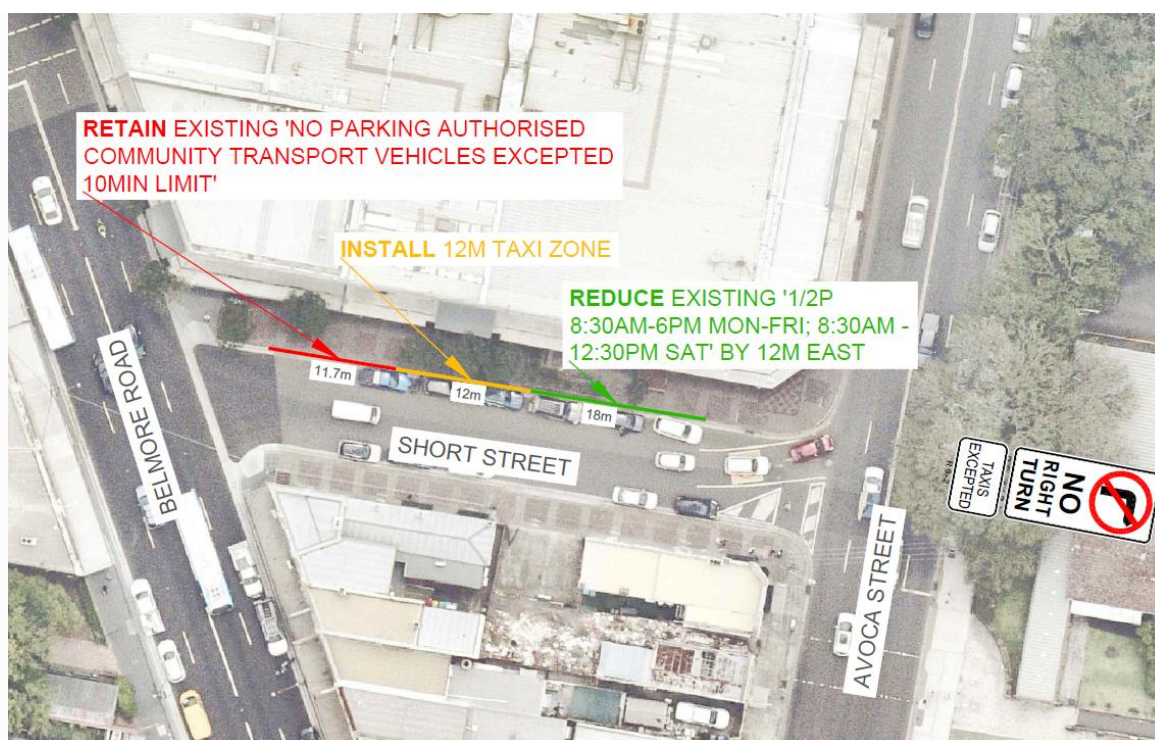 RETAIN EXISTING 'NO PARKING AUTHORISED
COMMUNITY TRANSPORT VEHICLES EXCEPTED
10MIN LIMIT'
INSTALL 12M TAXI ZONE
REDUCE EXISTING '1/2P
8:30AM-6PM MON-FRI; 8:30AM -
12:30PM SAT' BY 12M EAST
11.7m
12m
18m
BELMORE ROAD
SHORT STREET
AVOCA STREET
NO
RIGHT
TURN
TAXIS
EXCEPTED
R 9-2